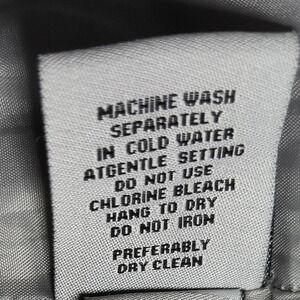 MACHINE WASH
SEPARATELY
IN COLD WATER
ATGENTLE SETTING
DO NOT USE
CHLORINE BLEACH
HANG TO DRY
DO NOT IRON
PREFERABLY
DRY CLEAN